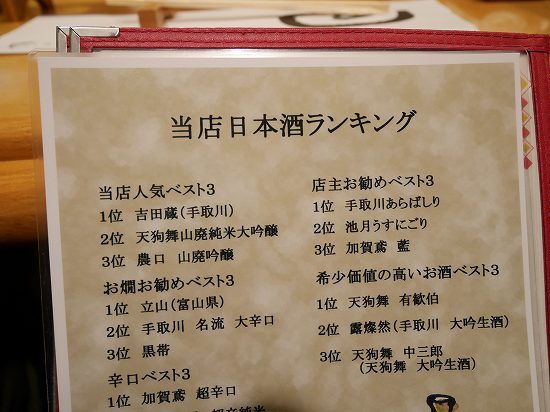 当店日本酒ランキング
当店人気ベスト3
1位 吉田蔵(手取川)
2位 天狗舞山廃純米大吟醸
3位 農口 山廃吟醸
お燗お勧めベスト3
1位 立山(富山県)
2位 手取川 名流 大辛口
3位 黒帯
辛口ベスト3
1位 加賀鳶 超辛口
店主お勧めベスト3
1位 手取川あらばしり
2位 池月うすにごり
3位 加賀鳶 藍
希少価値の高いお酒ベスト3
1位 天狗舞 有歓伯
2位 露燦然(手取川 大吟生酒)
3位 天狗舞 中三郎
(天狗舞 大吟生酒)